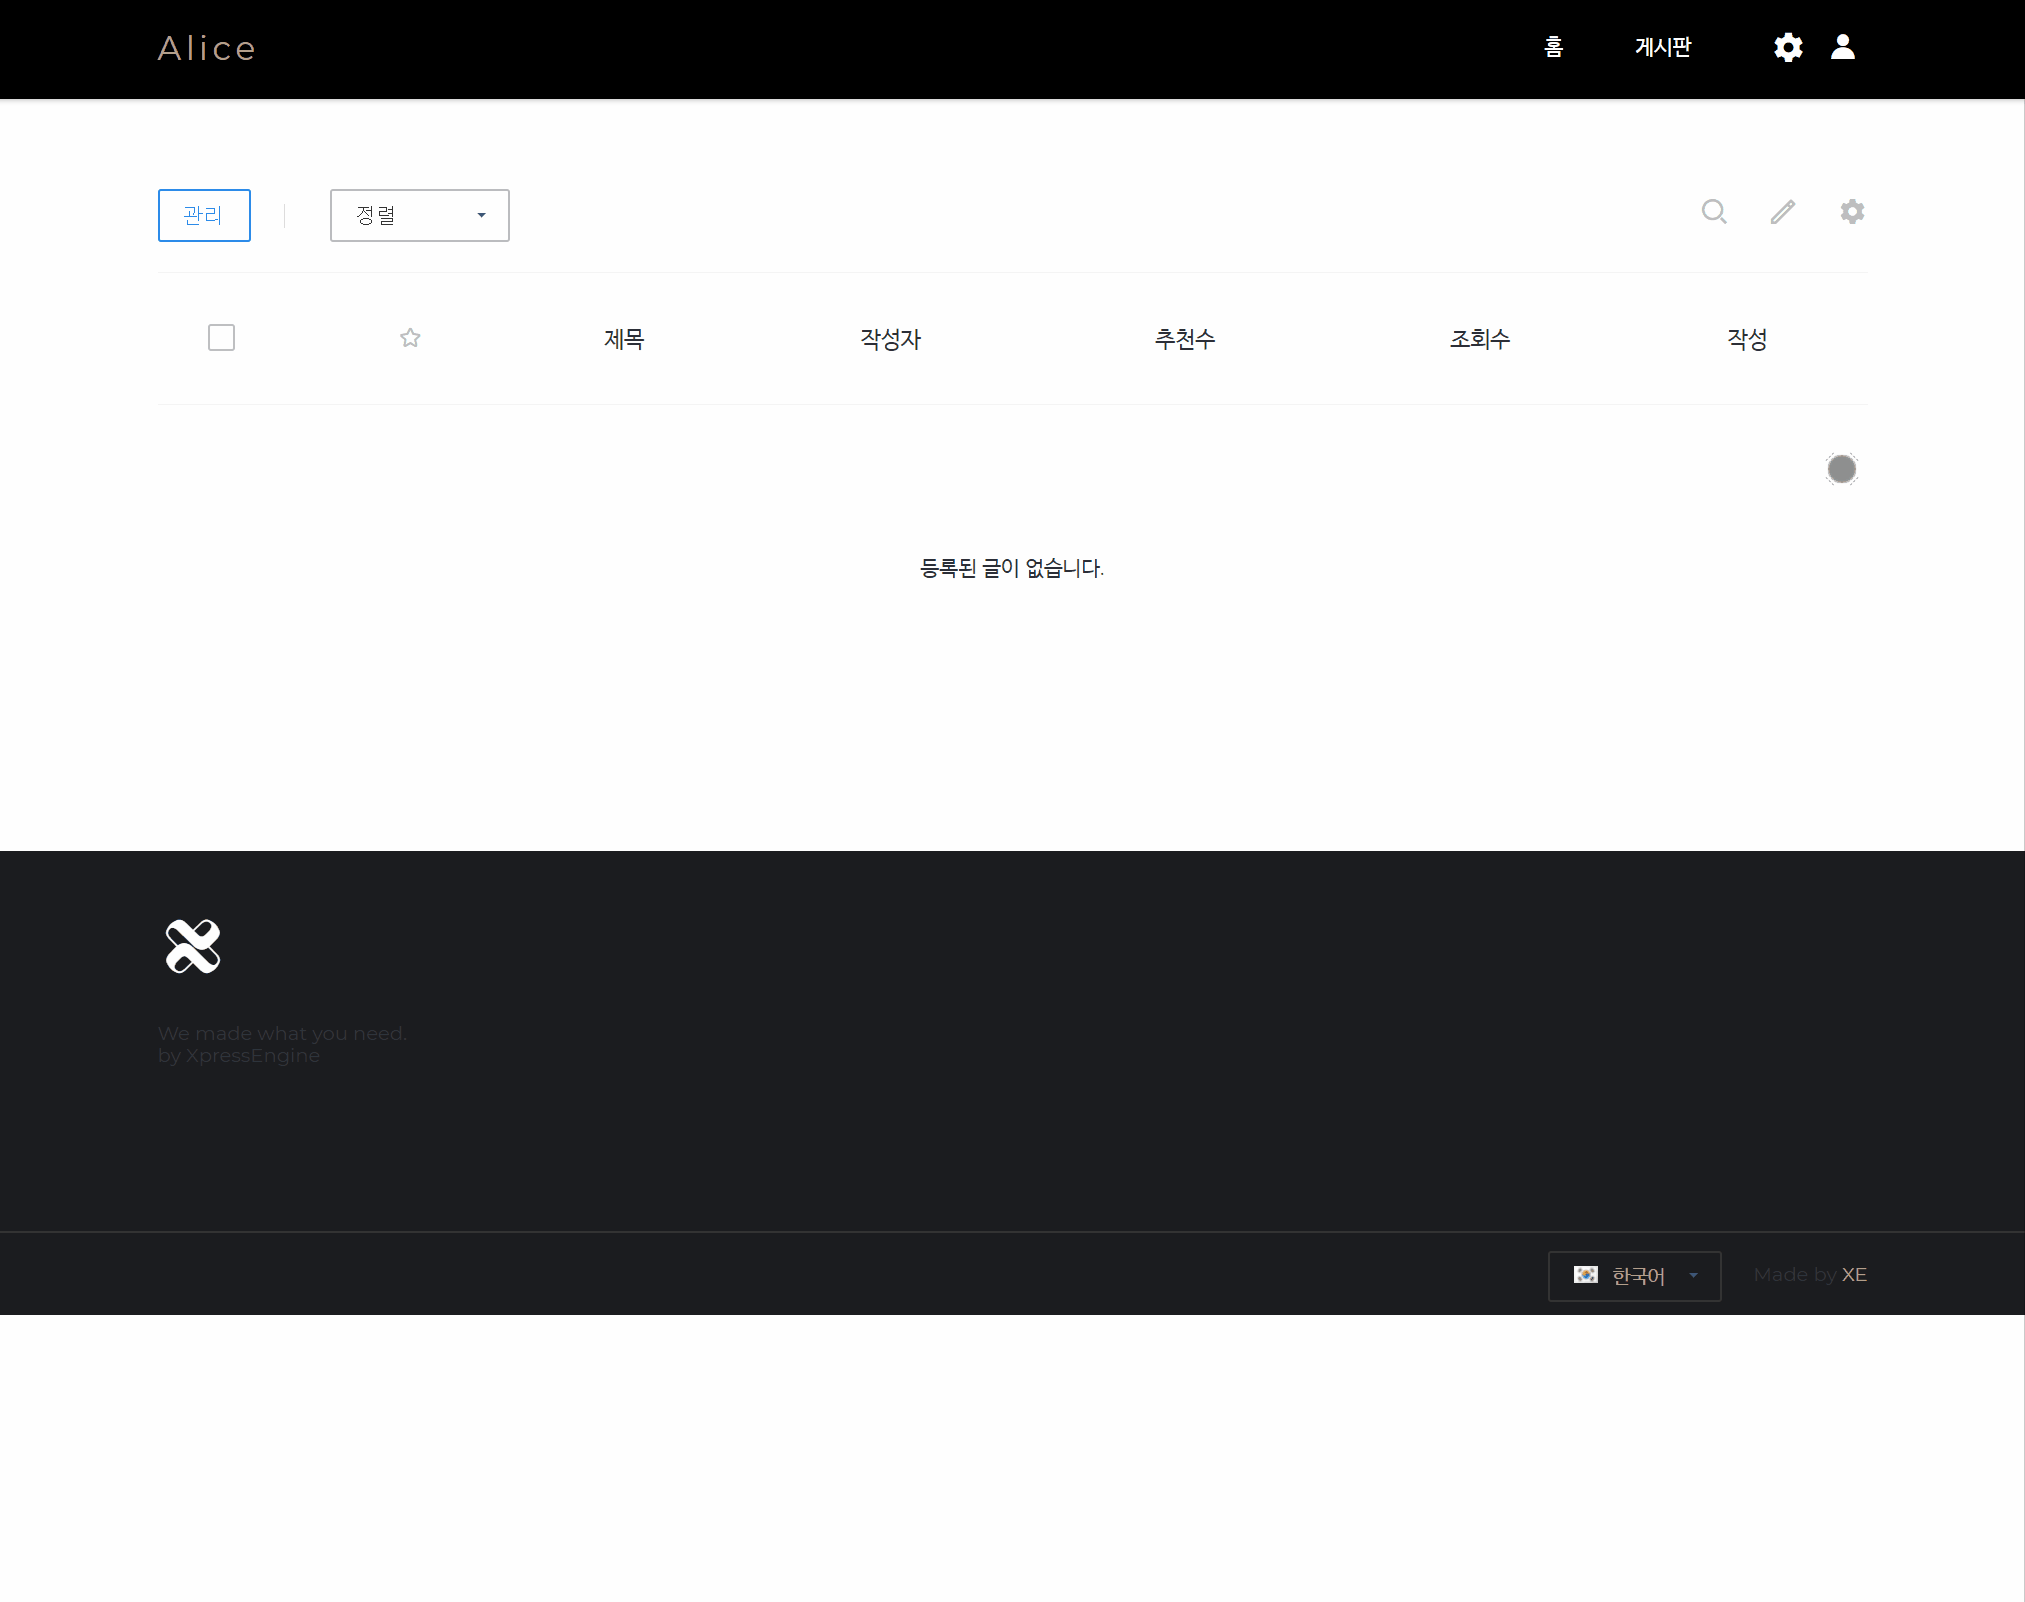 Alice
홈 게시판
관리 정렬
제목 작성자 추천수 조회수 작성
등록된 글이 없습니다.
We made what you need.
by XpressEngine
한국어 Made by XE